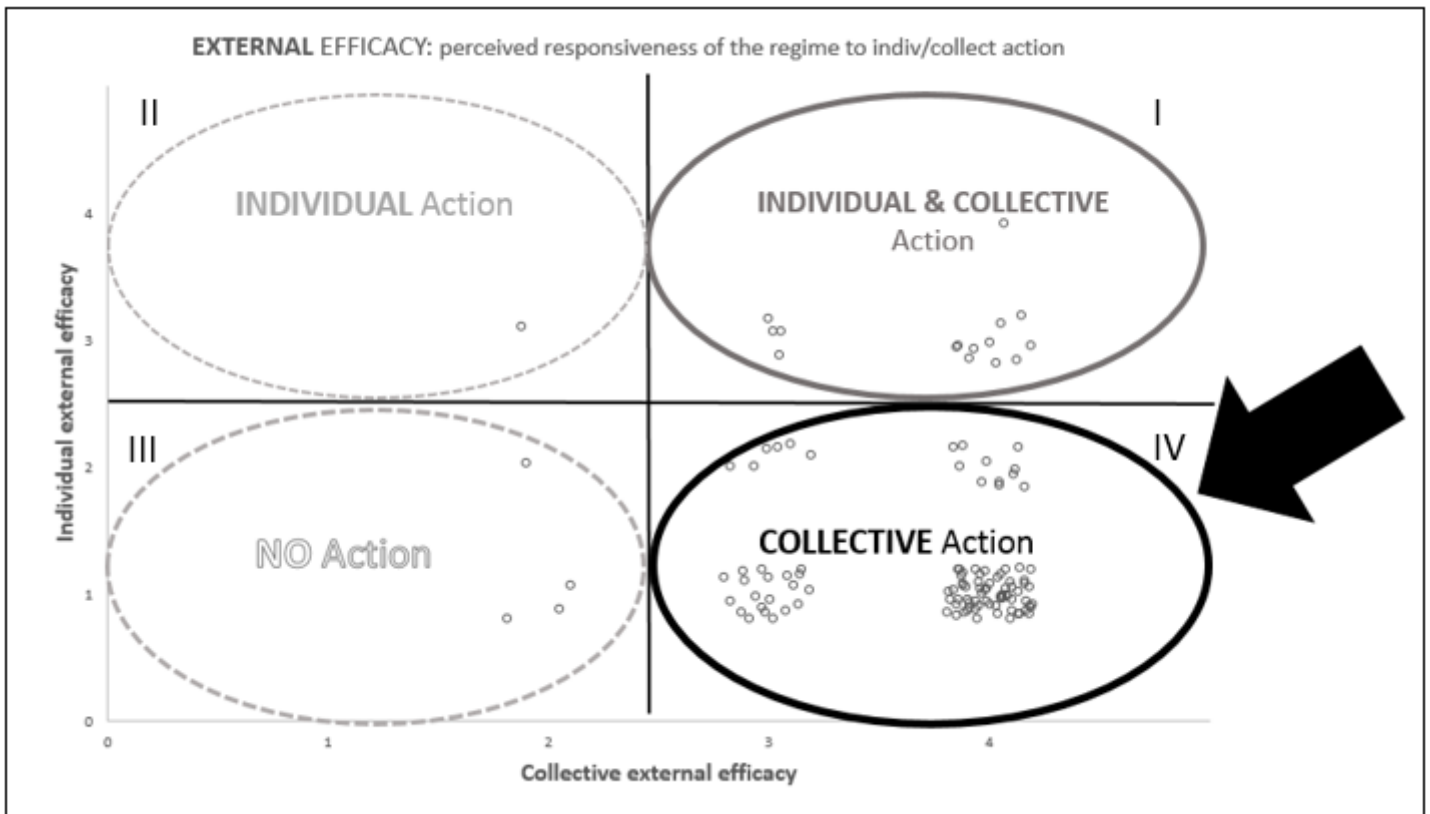 EXTERNAL EFFICACY: perceived responsiveness of the regime to indiv/collect action
II
I
INDIVIDUAL Action
INDIVIDUAL & COLLECTIVE
Action
4
3
Individual external efficacy
III
IV
2
NO Action
COLLECTIVE Action
1
0
0
1
2
3
4
Collective external efficacy